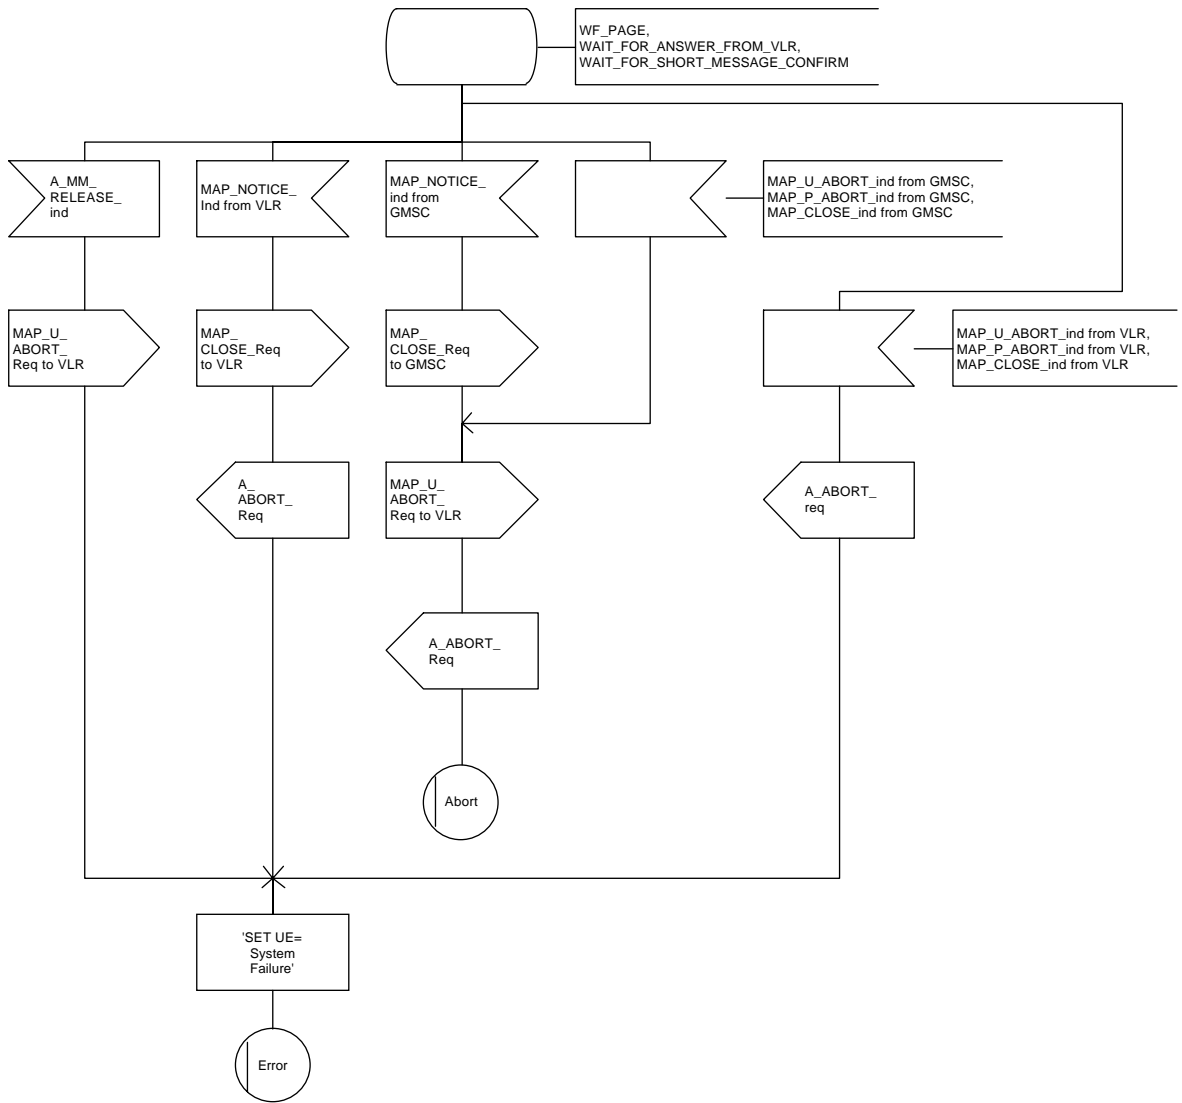 WF_PAGE,
WAIT_FOR_ANSWER_FROM_VLR,
WAIT_FOR_SHORT_MESSAGE_CONFIRM
A_MM_
RELEASE_
ind
MAP_NOTICE_
Ind from VLR
MAP_NOTICE_
ind from
GMSC
MAP_U_ABORT_ind from GMSC,
MAP_P_ABORT_ind from GMSC,
MAP_CLOSE_ind from GMSC
MAP_U_
ABORT_
Req to VLR
MAP_
CLOSE_Req
to VLR
MAP_
CLOSE_Req
to GMSC
MAP_U_ABORT_ind from VLR,
MAP_P_ABORT_ind from VLR,
MAP_CLOSE_ind from VLR
A_
ABORT_
Req
MAP_U_
ABORT_
Req to VLR
A_ABORT_
req
A_ABORT_
Req
Abort
'SET UE=
System
Failure'
Error